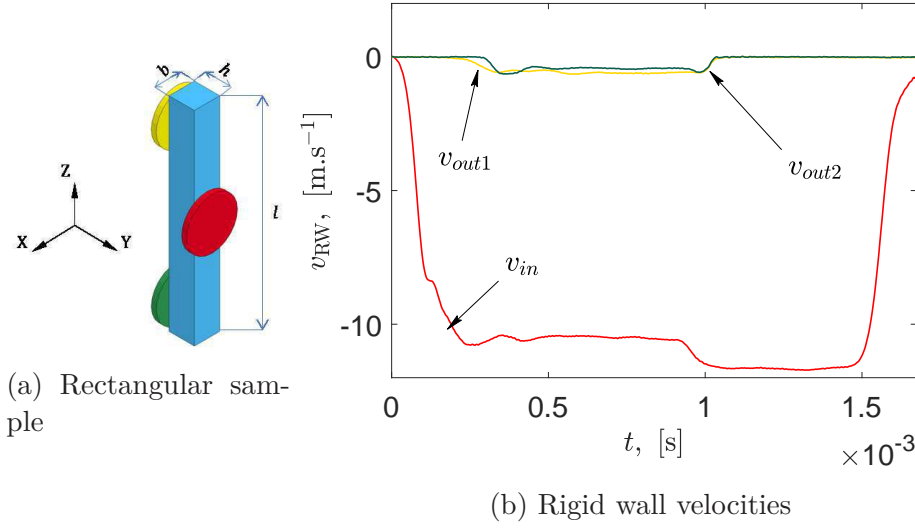 b
h
Z
X
Y
l
(a) Rectangular sam-
ple
0
-5
-10
v_RW, [m.s⁻¹]
v_out1
v_out2
v_in
0
0.5
1
1.5
t, [s]
×10⁻³
(b) Rigid wall velocities